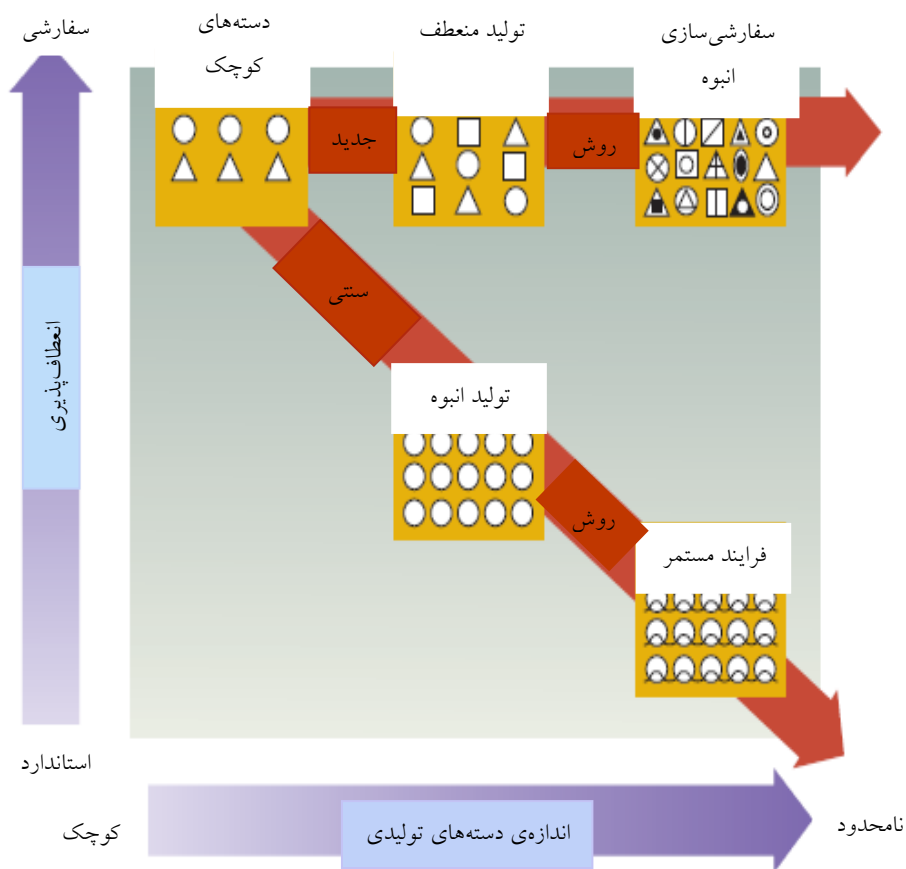 سفارشی
دسته‌های
کوچک
تولید منعطف
سفارشی‌سازی
انبوه
جدید
روش
سنتی
انعطاف‌پذیری
تولید انبوه
روش
فرایند مستمر
استاندارد
کوچک
اندازه‌ی دسته‌های تولیدی
نامحدود